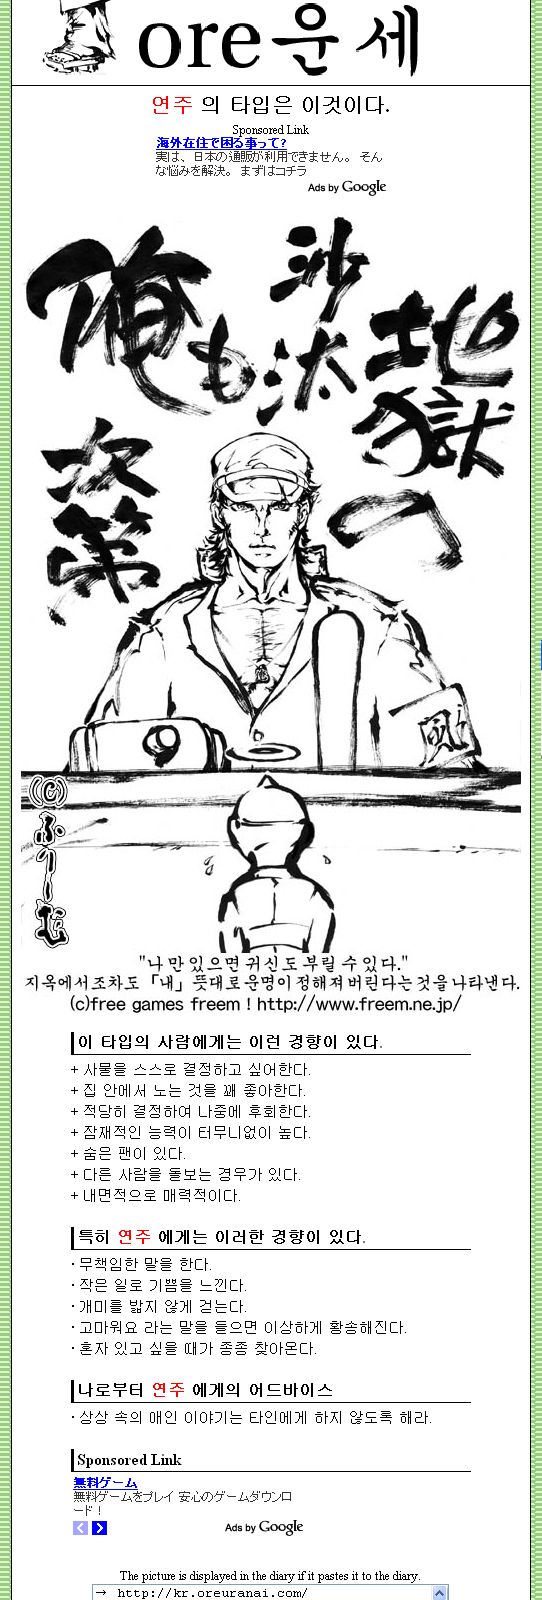 ore운세
연주 의 타입은 이것이다.
Sponsored Link
海外在住で困る事って?
実は、日本の通販が利用できません。 そん
な悩みを解決。 まずはコチラ
Ads by Google
地獄の
沙汰も
俺
次第
(C)ふりーむ
"나만 있으면 귀신도 부릴 수 있다."
지옥에서조차도 「내」 뜻대로 운명이 정해져 버린다는 것을 나타낸다.
(c)free games freem ! http://www.freem.ne.jp/
이 타입의 사람에게는 이런 경향이 있다.
+ 사물을 스스로 결정하고 싶어한다.
+ 집 안에서 노는 것을 꽤 좋아한다.
+ 적당히 결정하여 나중에 후회한다.
+ 잠재적인 능력이 터무니없이 높다.
+ 숨은 팬이 있다.
+ 다른 사람을 돌보는 경우가 있다.
+ 내면적으로 매력적이다.
특히 연주 에게는 이러한 경향이 있다.
· 무책임한 말을 한다.
· 작은 일로 기쁨을 느낀다.
· 개미를 밟지 않게 걷는다.
· 고마워요 라는 말을 들으면 이상하게 황송해진다.
· 혼자 있고 싶을 때가 종종 찾아온다.
나로부터 연주 에게의 어드바이스
· 상상 속의 애인 이야기는 타인에게 하지 않도록 해라.
Sponsored Link
無料ゲーム
無料ゲームをプレイ 安心のゲームダウンロ
ード！
Ads by Google
The picture is displayed in the diary if it pastes it to the diary.
→ http://kr.oreuranai.com/